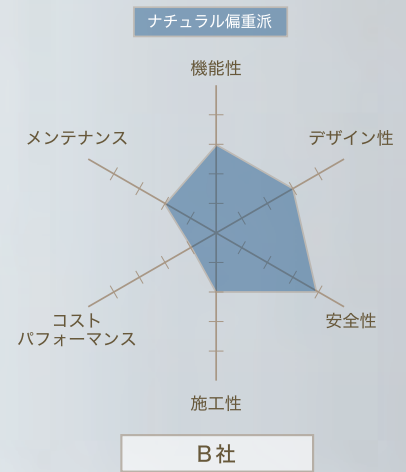 ナチュラル偏重派
機能性
メンテナンス
デザイン性
コスト
パフォーマンス
安全性
施工性
B社